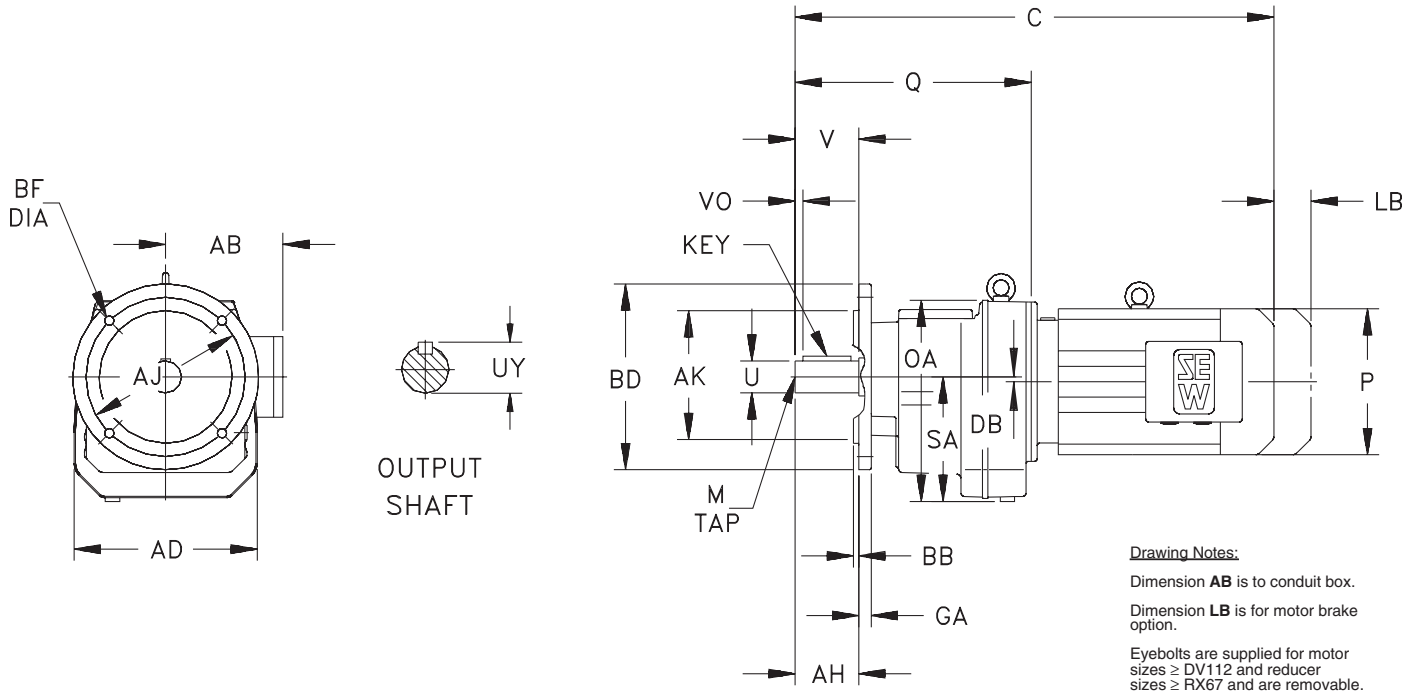 C
Q
V
VO
LB
KEY
BF
DIA
AB
AJ
UY
BD
AK
U
OA
SA
DB
P
OUTPUT
SHAFT
M
TAP
AD
BB
GA
AH
SEW
Drawing Notes:
Dimension AB is to conduit box.
Dimension LB is for motor brake
option.
Eyebolts are supplied for motor
sizes ≥ DV112 and reducer
sizes ≥ RX67 and are removable.